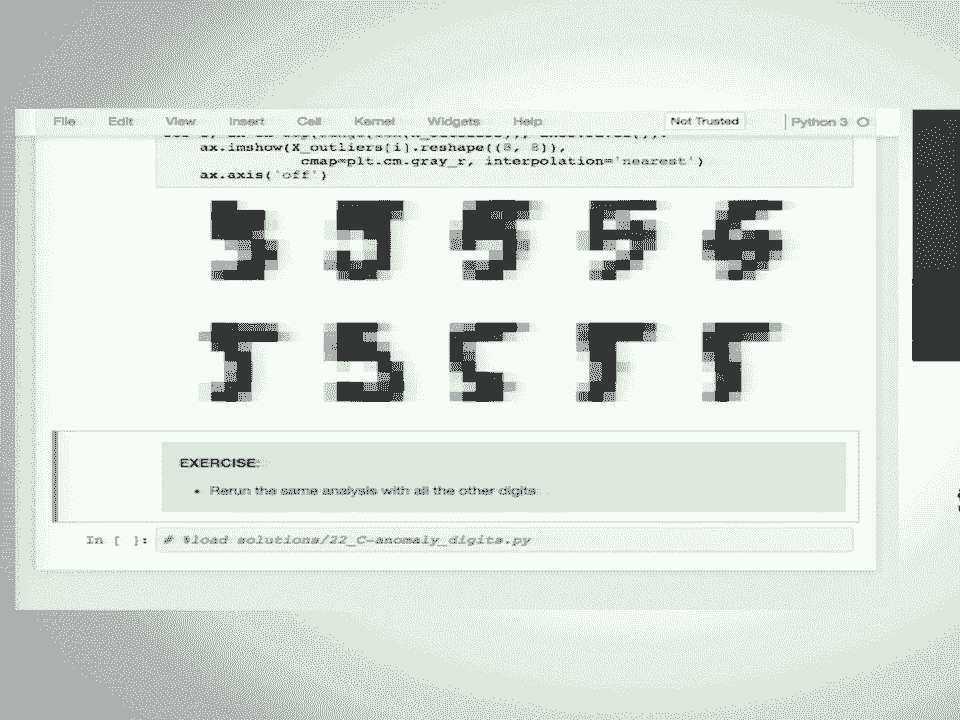 File Edit View Insert Cell Kernel Widgets Help Not Trusted Python 3
ax.imshow(X_outliers[i].reshape((8, 8)),
cmap=plt.cm.gray_r, interpolation='nearest')
ax.axis('off')
EXERCISE:
• Rerun the same analysis with all the other digits
In [ ]: # %load solutions/22_C-anomaly_digits.py